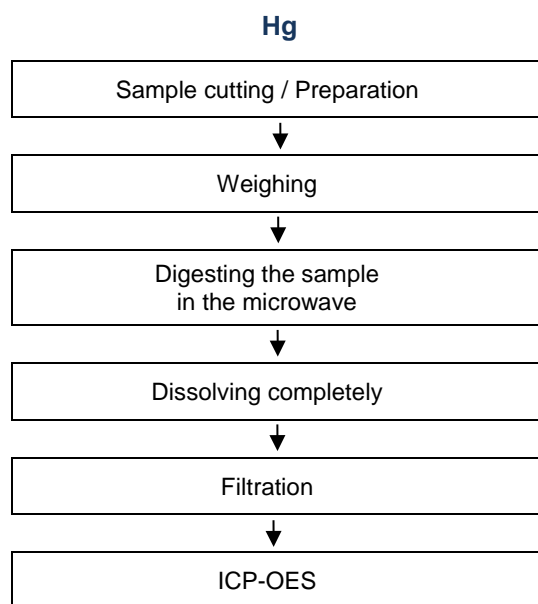 Hg
Sample cutting / Preparation
Weighing
Digesting the sample
in the microwave
Dissolving completely
Filtration
ICP-OES